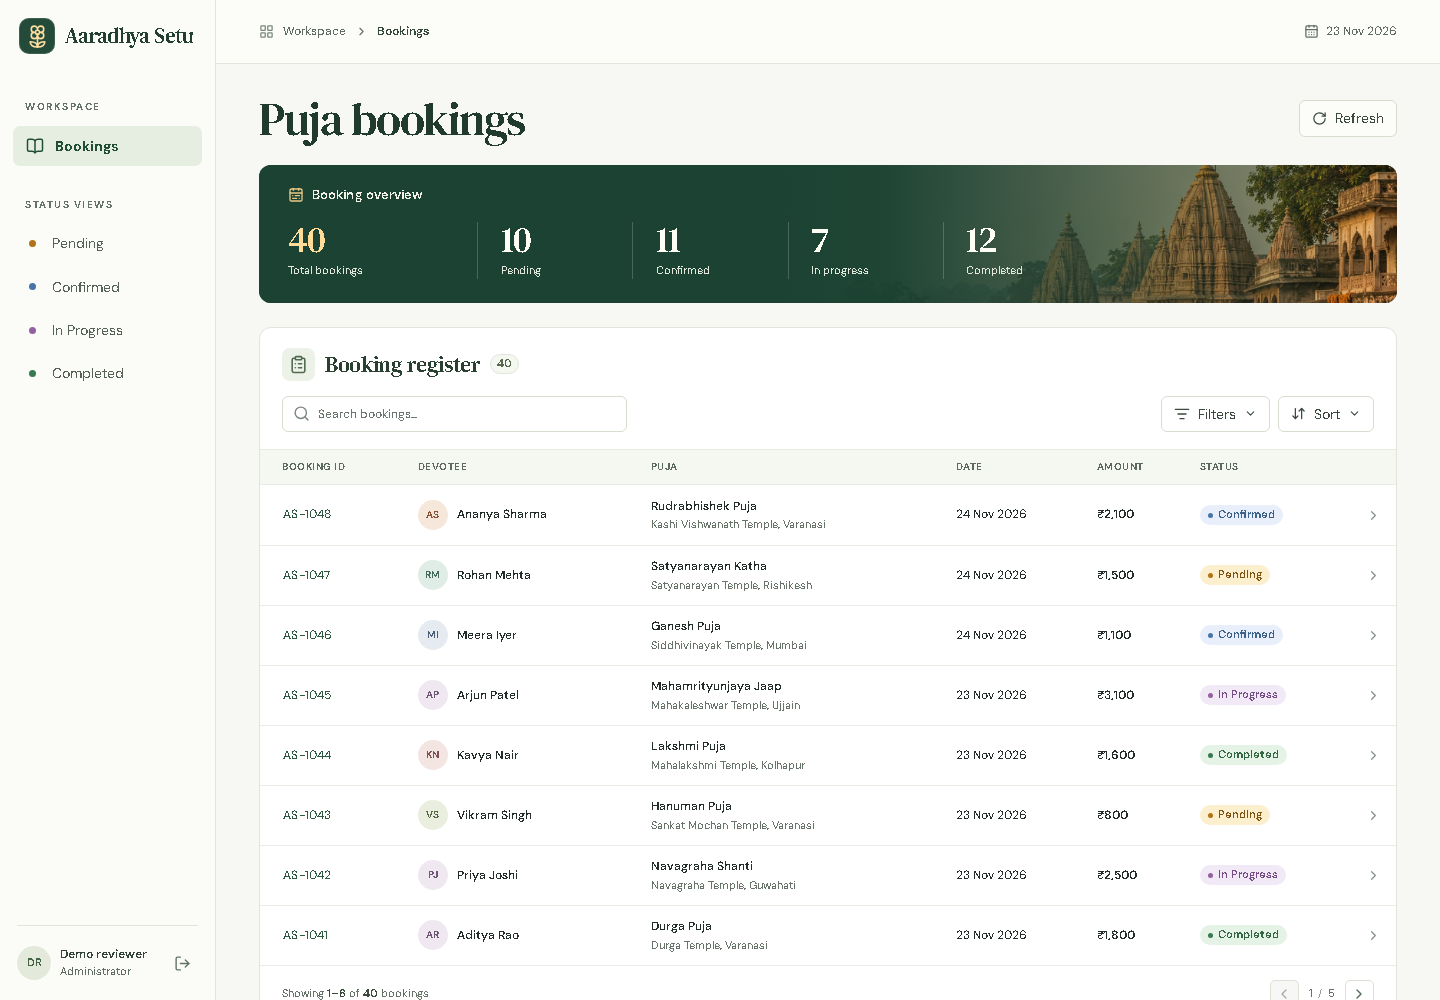 Aaradhya Setu
Workspace
Bookings
23 Nov 2026
WORKSPACE
Bookings
STATUS VIEWS
Pending
Confirmed
In Progress
Completed
DR
Demo reviewer
Administrator
Puja bookings
Refresh
Booking overview
40
Total bookings
10
Pending
11
Confirmed
7
In progress
12
Completed
Booking register
40
Search bookings...
Filters
Sort
BOOKING ID DEVOTEE PUJA DATE AMOUNT STATUS
AS-1048 AS Ananya Sharma Rudrabhishek Puja 24 Nov 2026 ₹2,100 Confirmed
Kashi Vishwanath Temple, Varanasi
AS-1047 RM Rohan Mehta Satyanarayan Katha 24 Nov 2026 ₹1,500 Pending
Satyanarayan Temple, Rishikesh
AS-1046 MI Meera Iyer Ganesh Puja 24 Nov 2026 ₹1,100 Confirmed
Siddhivinayak Temple, Mumbai
AS-1045 AP Arjun Patel Mahamrityunjaya Jaap 23 Nov 2026 ₹3,100 In Progress
Mahakaleshwar Temple, Ujjain
AS-1044 KN Kavya Nair Lakshmi Puja 23 Nov 2026 ₹1,600 Completed
Mahalakshmi Temple, Kolhapur
AS-1043 VS Vikram Singh Hanuman Puja 23 Nov 2026 ₹800 Pending
Sankat Mochan Temple, Varanasi
AS-1042 PJ Priya Joshi Navagraha Shanti 23 Nov 2026 ₹2,500 In Progress
Navagraha Temple, Guwahati
AS-1041 AR Aditya Rao Durga Puja 23 Nov 2026 ₹1,800 Completed
Durga Temple, Varanasi
Showing 1–8 of 40 bookings
1 / 5